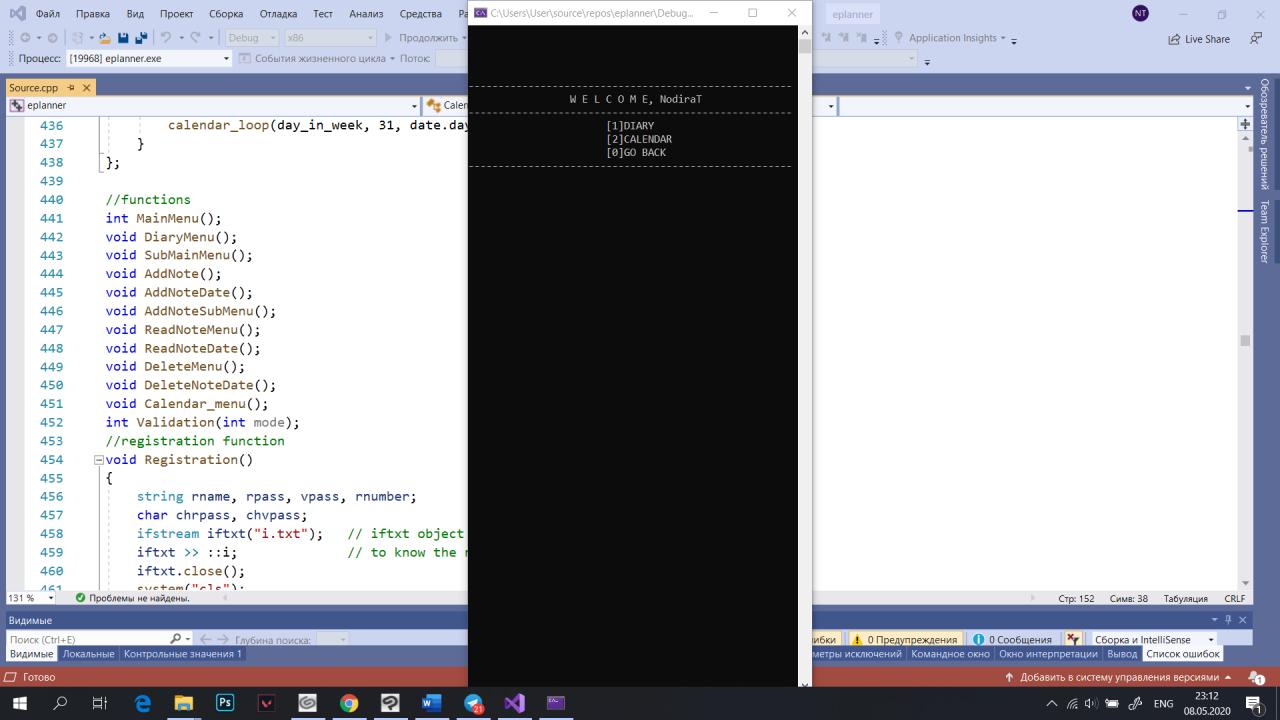 Файл
Правка
Вид
Проект
Отладка
Тест
Анализ
Средства
C:\Users\User\source\repos\eplanner\Debug...
eplanner
NT
Debug
x86
Продолжить
Application Insights
Live Share
Процесс: [19968] eplanner.exe
События жизненного цикла
Поток:
Source.cpp
eplanner
W E L C O M E, NodiraT
[1]DIARY
[2]CALENDAR
[0]GO BACK
436 calendar_loop(day_in_week, 31, date.day
437 }
438 };
439
440 //functions
441 int MainMenu();
442 void DiaryMenu();
443 void SubMainMenu();
444 void AddNote();
445 void AddNoteDate();
446 void AddNoteSubMenu();
447 void ReadNoteMenu();
448 void ReadNoteDate();
449 void DeleteMenu();
450 void DeleteNoteDate();
451 void Calendar_menu();
452 int Validation(int mode);
453 //registration function
454 void Registration()
455 {
456 string rname, rpass, vpass, rnumber;
457 char chrpass, chvpass;
458 ifstream iftxt("i.txt"); // iftxt object
459 iftxt >> ::i; // to know the
460 iftxt.close();
461 system("cls");
Обозреватель решений
Team Explorer
131 %
Проблемы не найдены.
Стр: 152
Симв: 38
Табуляция
CRLF
Видимые
Поиск (Ctrl+E)
Глубина поиска:
0 Предупреждения
0 Сообщения
Сборка и IntelliSense
Видимые
Локальные
Контрольные значения 1
метры исключений
Командное окно
Окно интерпретации
Вывод
Список ошибок
Готово
Добавить в систему управления версиями
1
21
ENG
23:12
08.05.2020
1